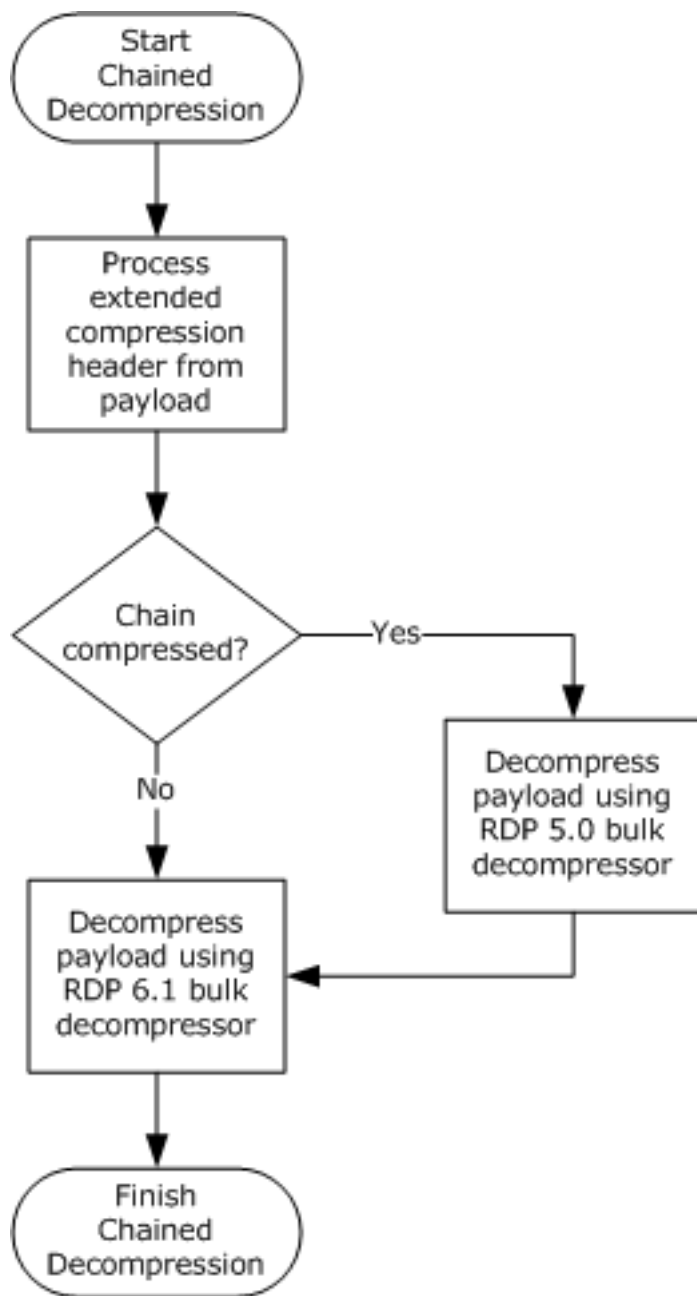 Start
Chained
Decompression
Process
extended
compression
header from
payload
Chain
compressed?
Yes
No
Decompress
payload using
RDP 5.0 bulk
decompressor
Decompress
payload using
RDP 6.1 bulk
decompressor
Finish
Chained
Decompression